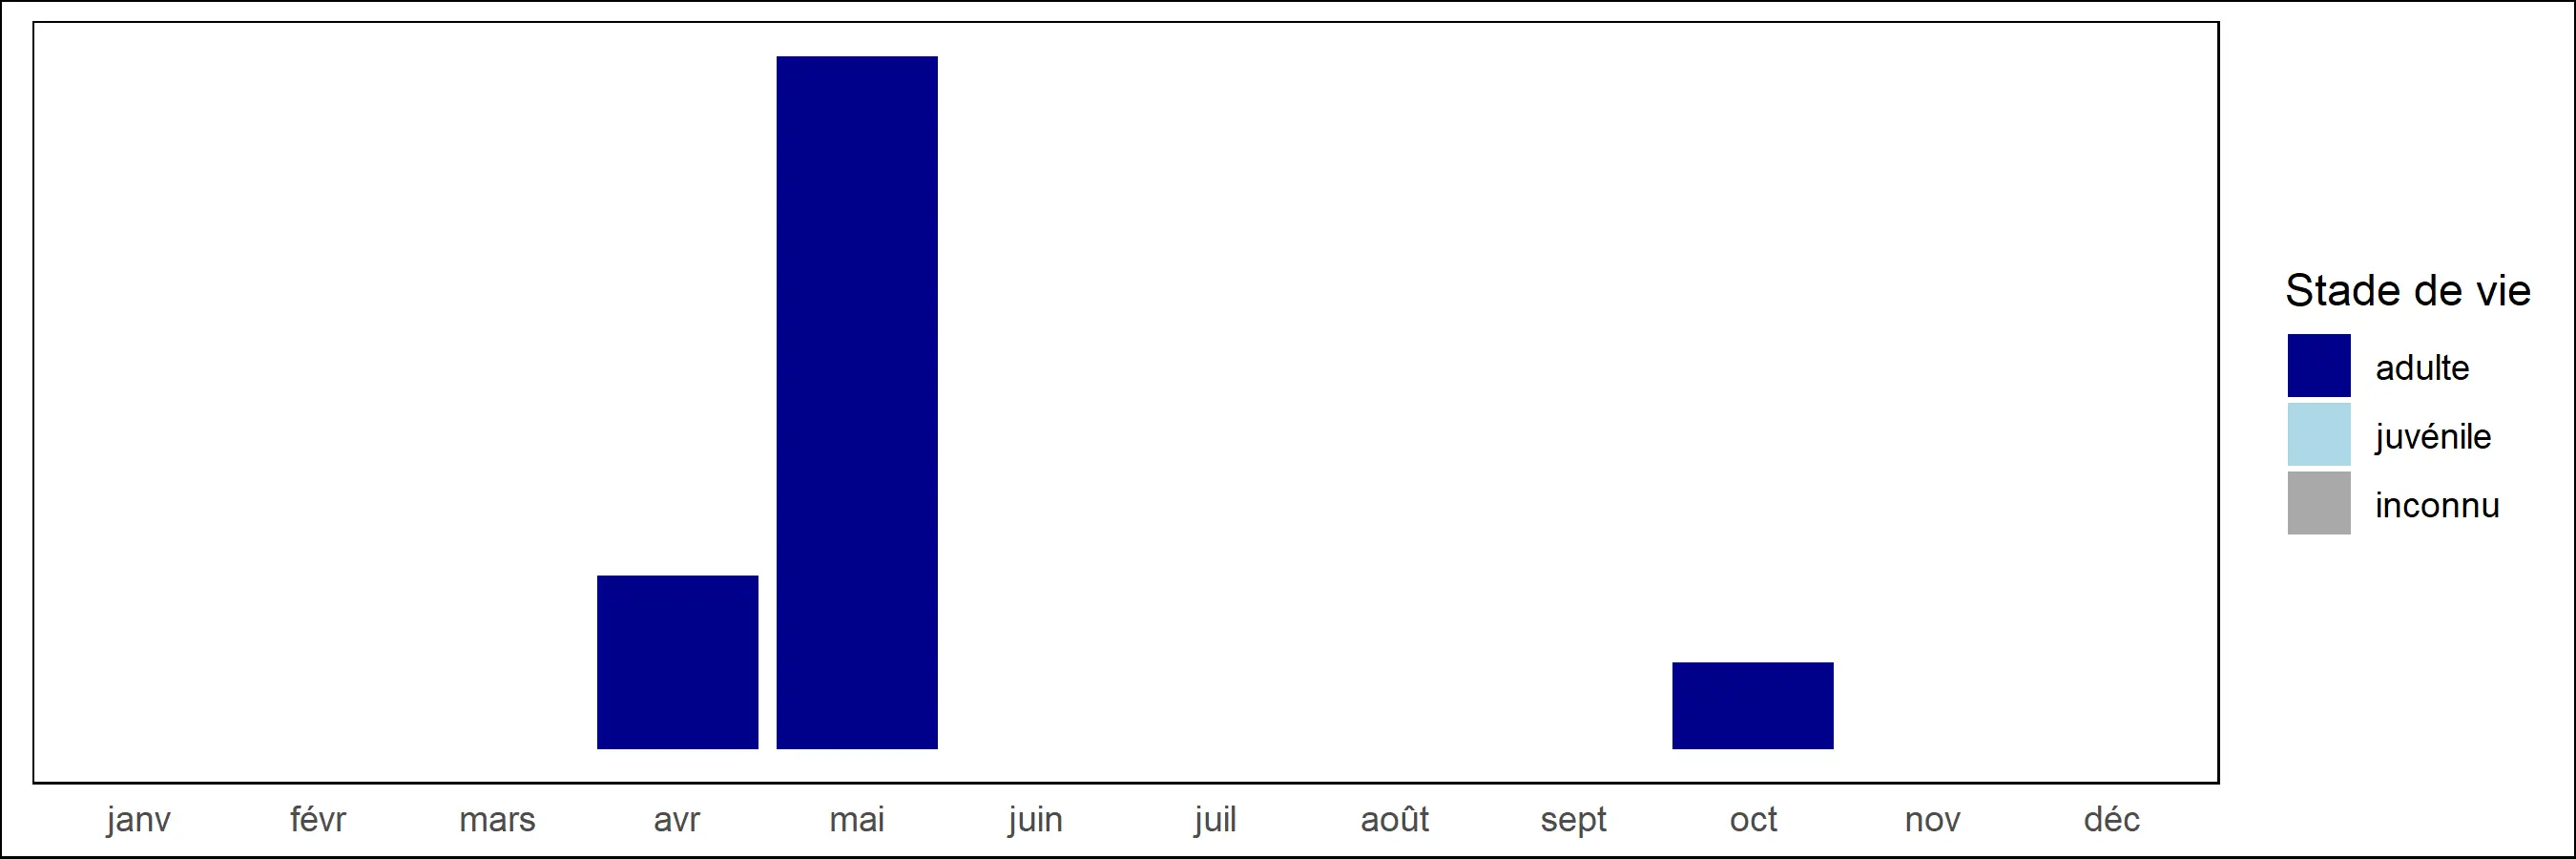 Stade de vie
adulte
juvénile
inconnu
janv févr mars avr mai juin juil août sept oct nov déc